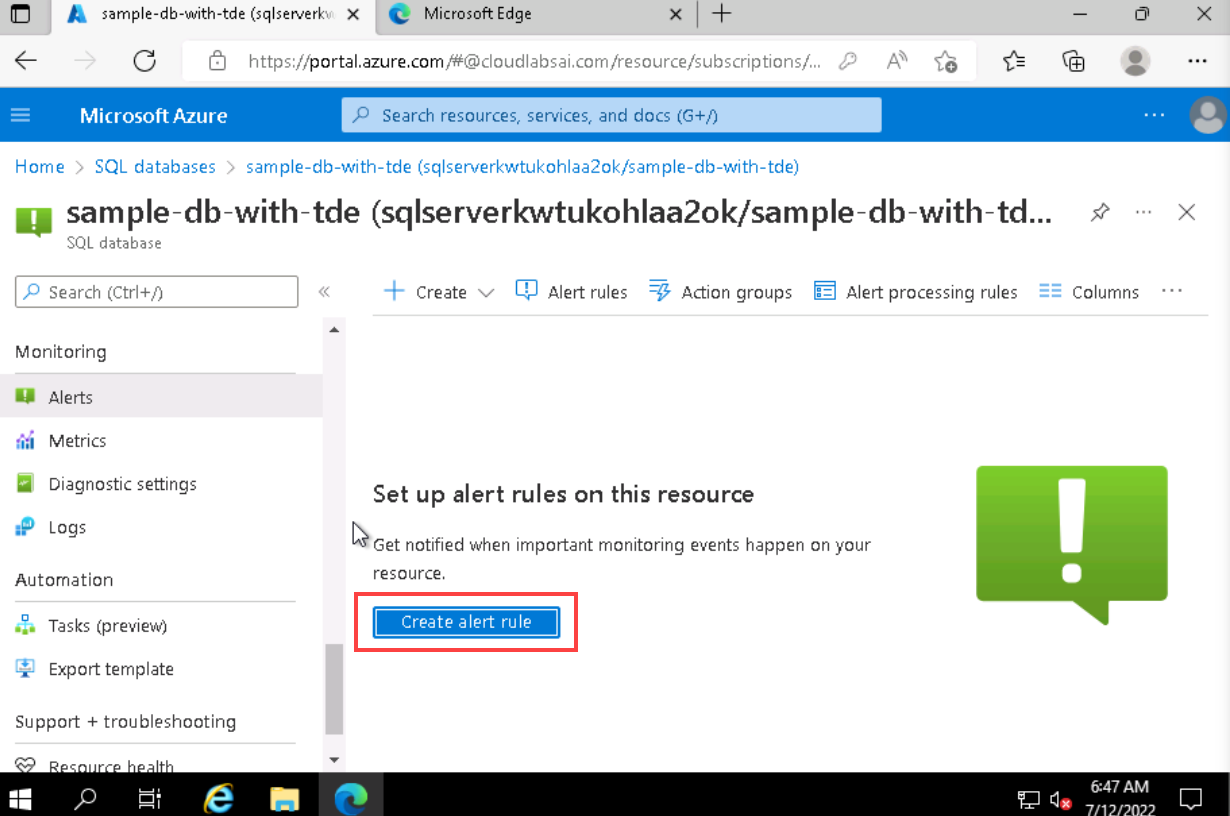 sample-db-with-tde (sqlserverkw
Microsoft Edge
https://portal.azure.com/#@cloudlabsai.com/resource/subscriptions/...
Microsoft Azure
Search resources, services, and docs (G+/)
Home > SQL databases > sample-db-with-tde (sqlserverkwtukohlaa2ok/sample-db-with-tde)
sample-db-with-tde (sqlserverkwtukohlaa2ok/sample-db-with-td...
SQL database
Search (Ctrl+/)
Create
Alert rules
Action groups
Alert processing rules
Columns
Monitoring
Alerts
Metrics
Diagnostic settings
Logs
Automation
Tasks (preview)
Export template
Support + troubleshooting
Resource health
Set up alert rules on this resource
Get notified when important monitoring events happen on your
resource.
Create alert rule
6:47 AM
7/12/2022